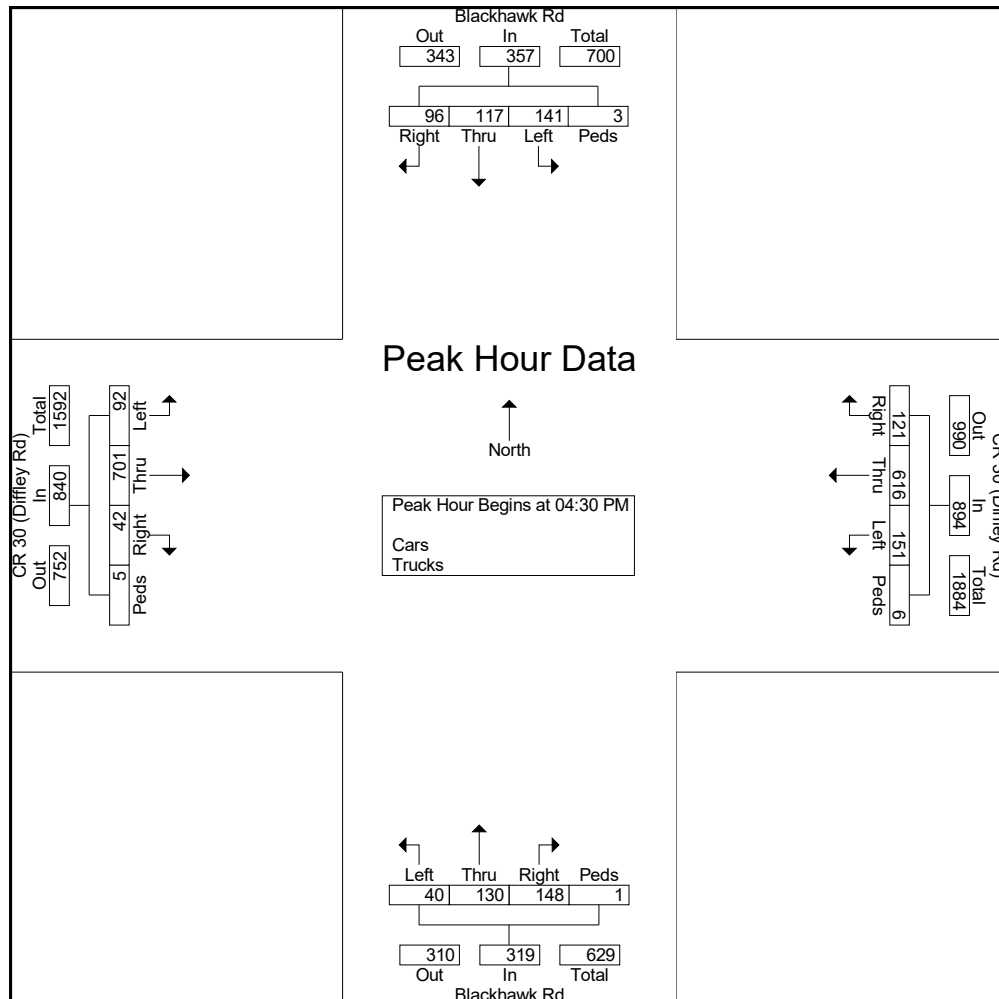 Blackhawk Rd
Out In Total
343 357 700
96 117 141 3
Right Thru Left Peds
Peak Hour Data
North
Peak Hour Begins at 04:30 PM
Cars
Trucks
CR 30 (Diffley Rd)
Out In Total
752 840 1592
Left Thru Right Peds
92 701 42 5
CR 30 (Diffley Rd)
Out In Total
990 894 1884
121 616 151 6
Right Thru Left Peds
Left Thru Right Peds
40 130 148 1
310 319 629
Out In Total
Blackhawk Rd